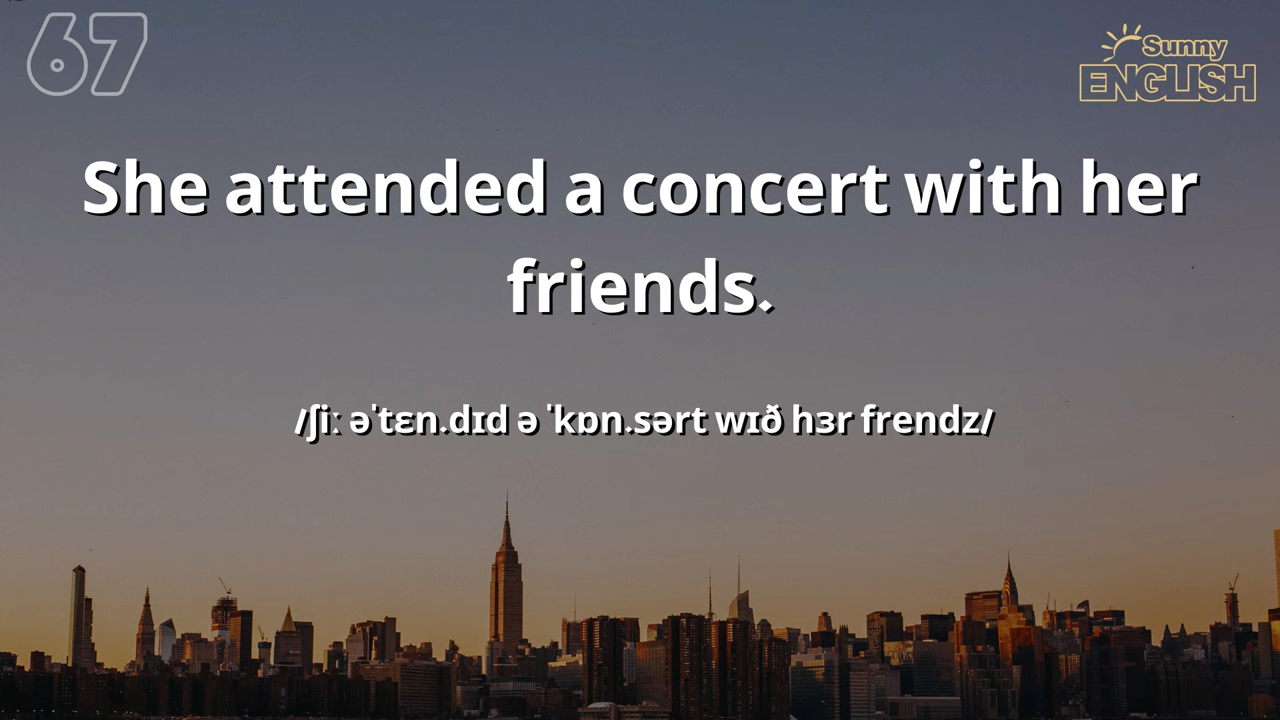 67
Sunny
ENGLISH
She attended a concert with her
friends.
/ʃiː əˈtɛn.dɪd ə ˈkɒn.sərt wɪð hɜr frendz/